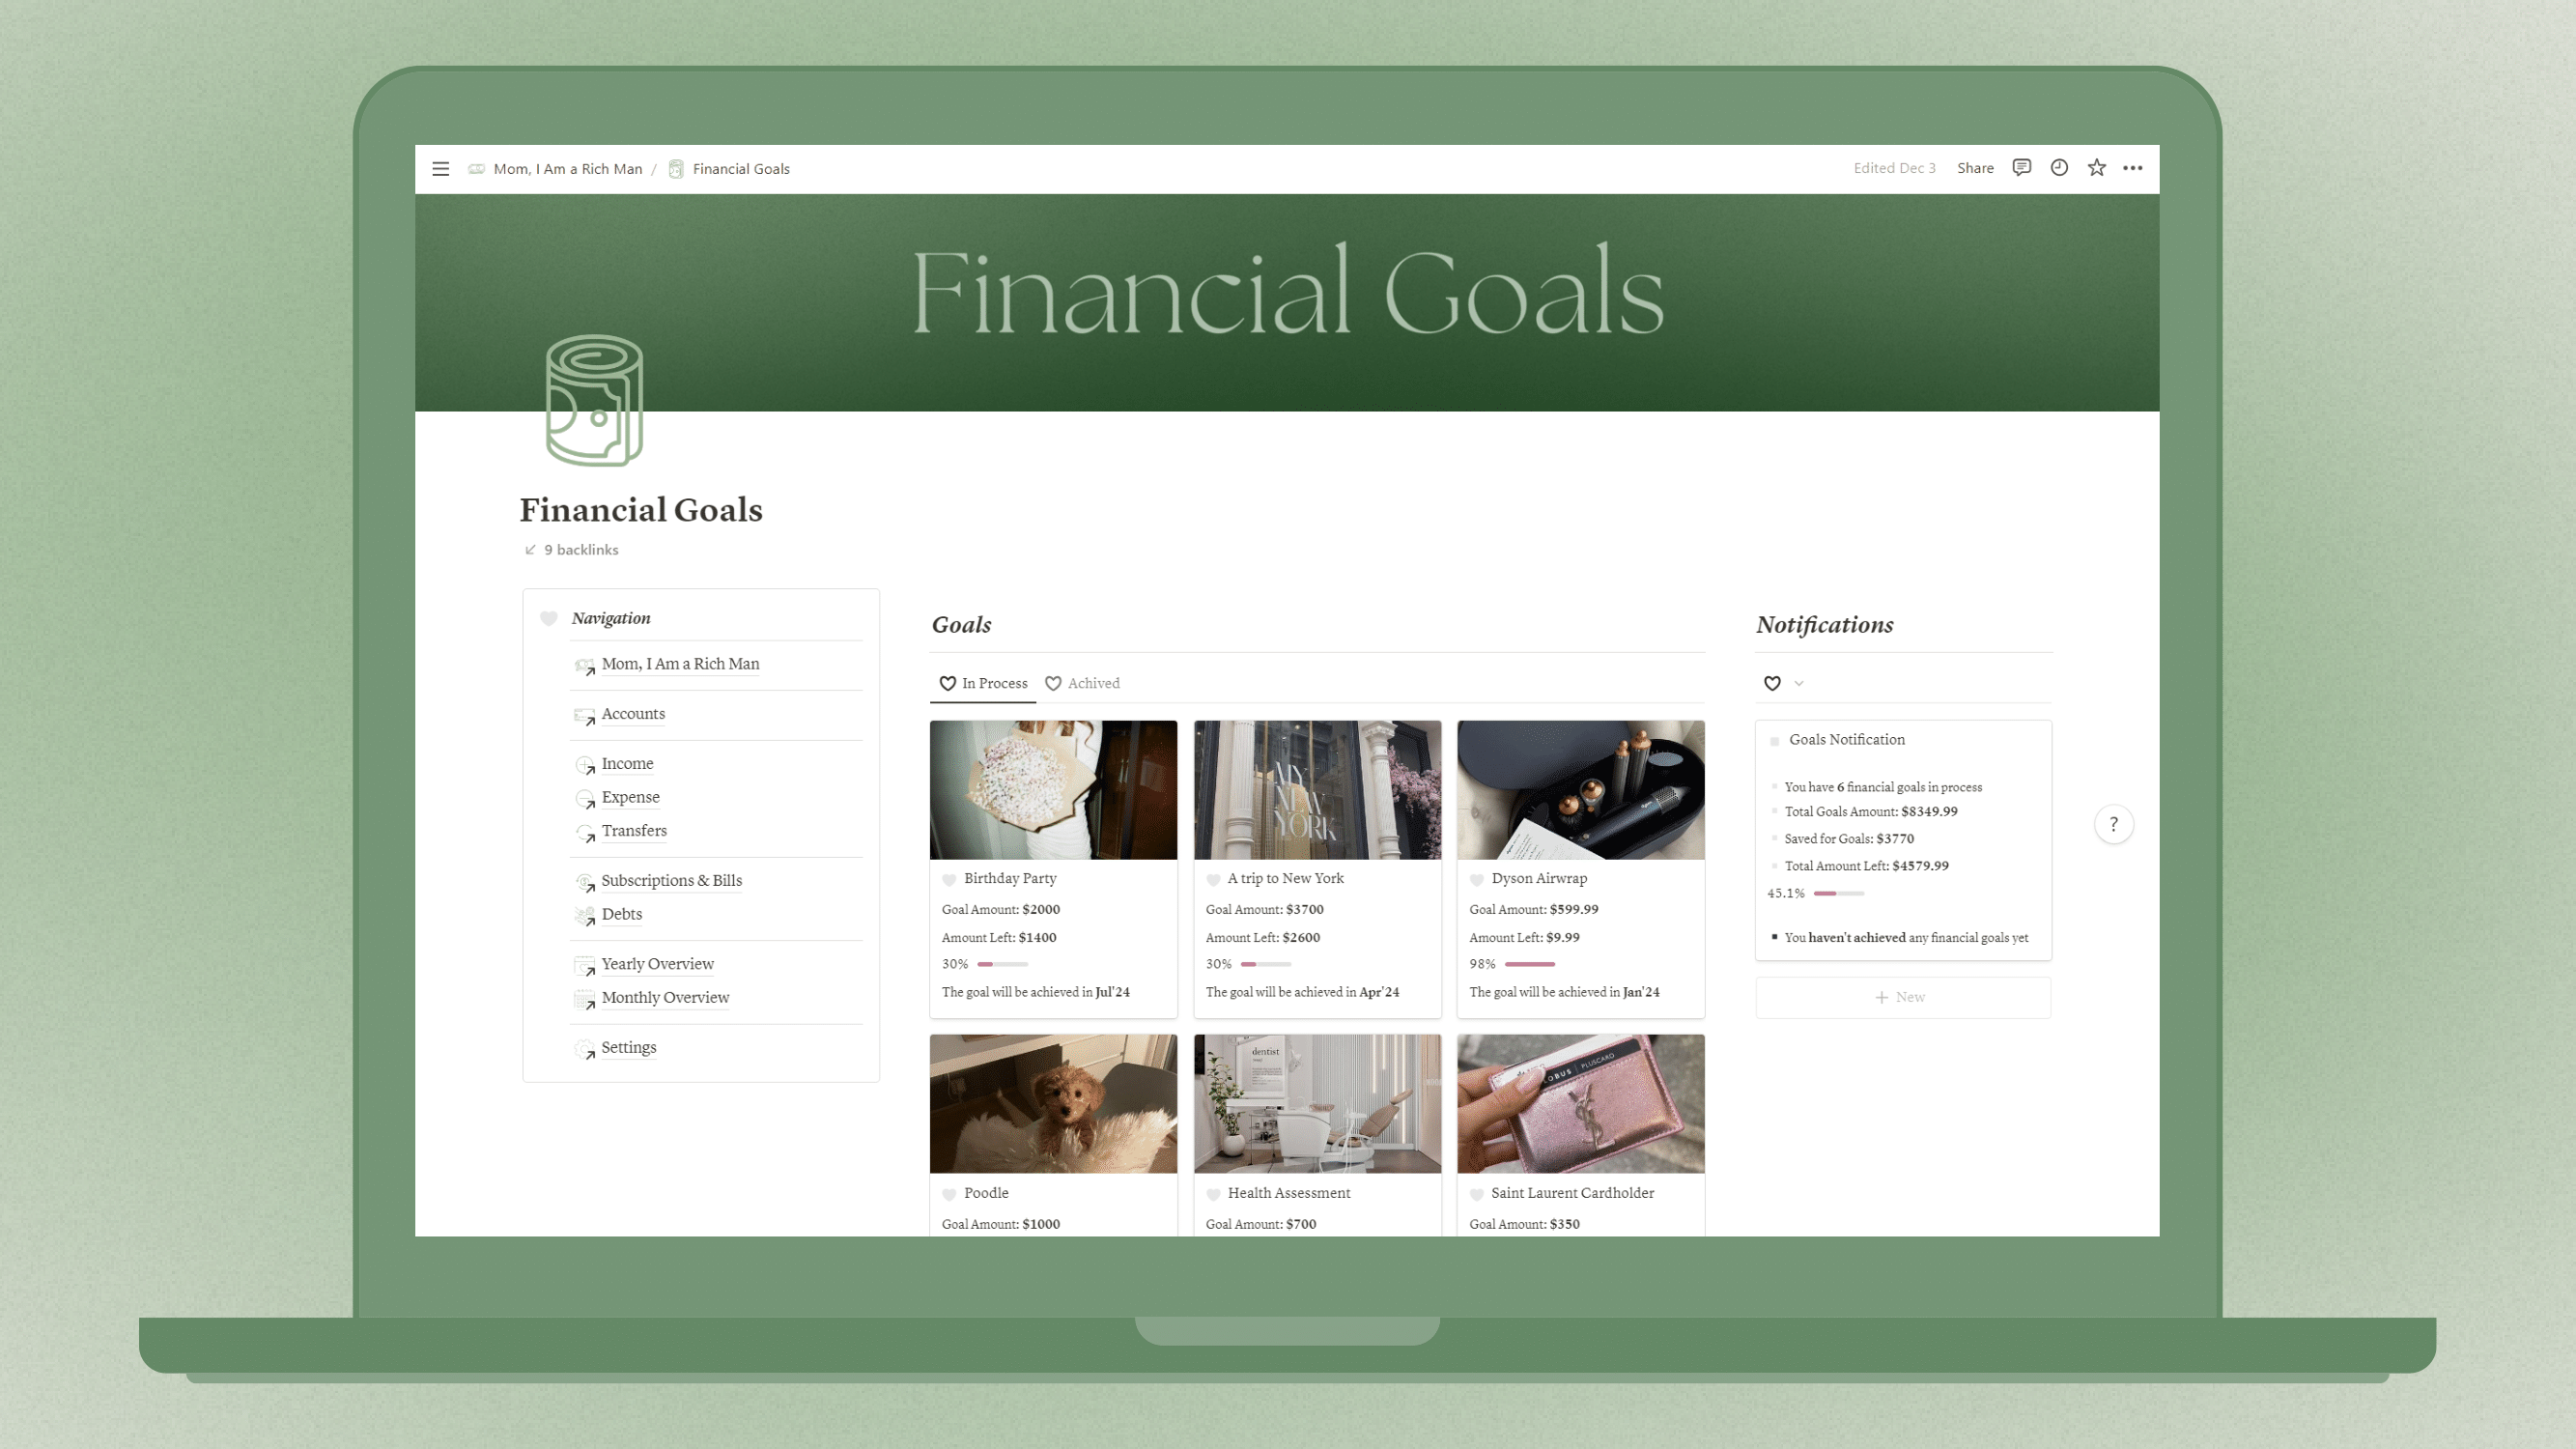 Mom, I Am a Rich Man / Financial Goals
Edited Dec 3 Share
Financial Goals
Financial Goals
9 backlinks
Navigation
Mom, I Am a Rich Man
Accounts
Income
Expense
Transfers
Subscriptions & Bills
Debts
Yearly Overview
Monthly Overview
Settings
Goals
In Process Achived
MY
NEW
YORK
Birthday Party
Goal Amount: $2000
Amount Left: $1400
30%
The goal will be achieved in Jul'24
A trip to New York
Goal Amount: $3700
Amount Left: $2600
30%
The goal will be achieved in Apr'24
Dyson Airwrap
Goal Amount: $599.99
Amount Left: $9.99
98%
The goal will be achieved in Jan'24
dentist
PLUSCARD
Poodle
Goal Amount: $1000
Health Assessment
Goal Amount: $700
Saint Laurent Cardholder
Goal Amount: $350
Notifications
Goals Notification
You have 6 financial goals in process
Total Goals Amount: $8349.99
Saved for Goals: $3770
Total Amount Left: $4579.99
45.1%
You haven't achieved any financial goals yet
+ New
?